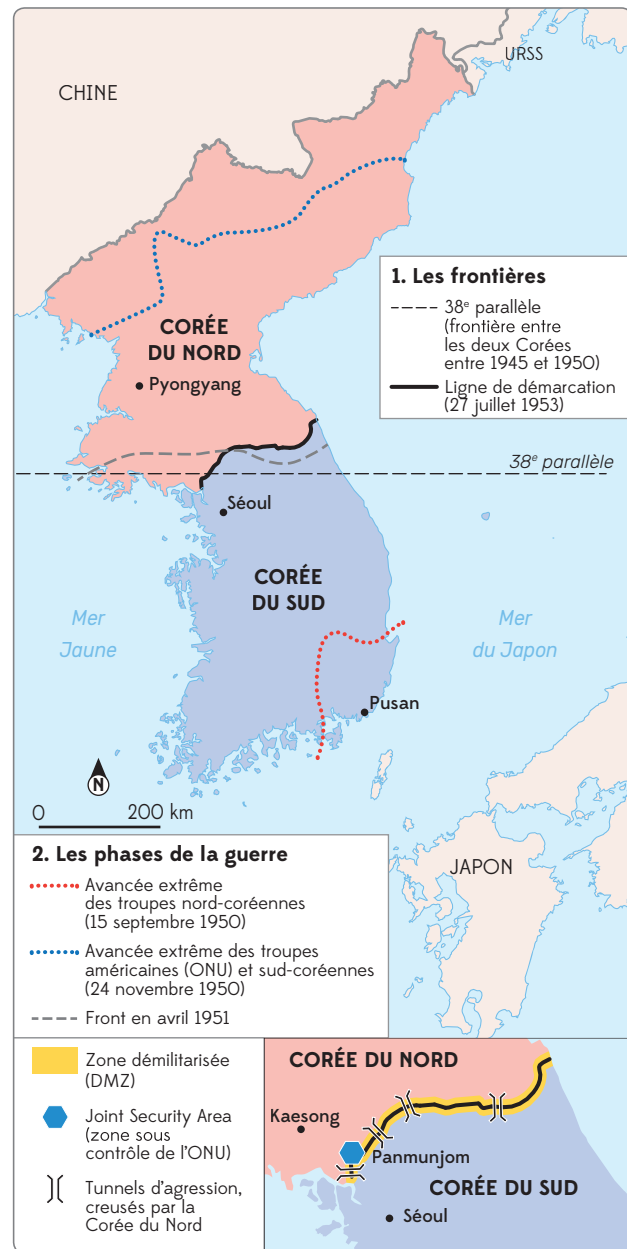 CHINE
URSS
CORÉE
DU NORD
Pyongyang
1. Les frontières
38e parallèle
(frontière entre
les deux Corées
entre 1945 et 1950)
Ligne de démarcation
(27 juillet 1953)
38e parallèle
Séoul
CORÉE
DU SUD
Mer
Jaune
Mer
du Japon
Pusan
N
0 200 km
JAPON
2. Les phases de la guerre
Avancée extrême
des troupes nord-coréennes
(15 septembre 1950)
Avancée extrême des troupes
américaines (ONU) et sud-coréennes
(24 novembre 1950)
Front en avril 1951
Zone démilitarisée
(DMZ)
Joint Security Area
(zone sous
contrôle de l'ONU)
Tunnels d'agression,
creusés par la
Corée du Nord
CORÉE DU NORD
Kaesong
Panmunjom
CORÉE DU SUD
Séoul